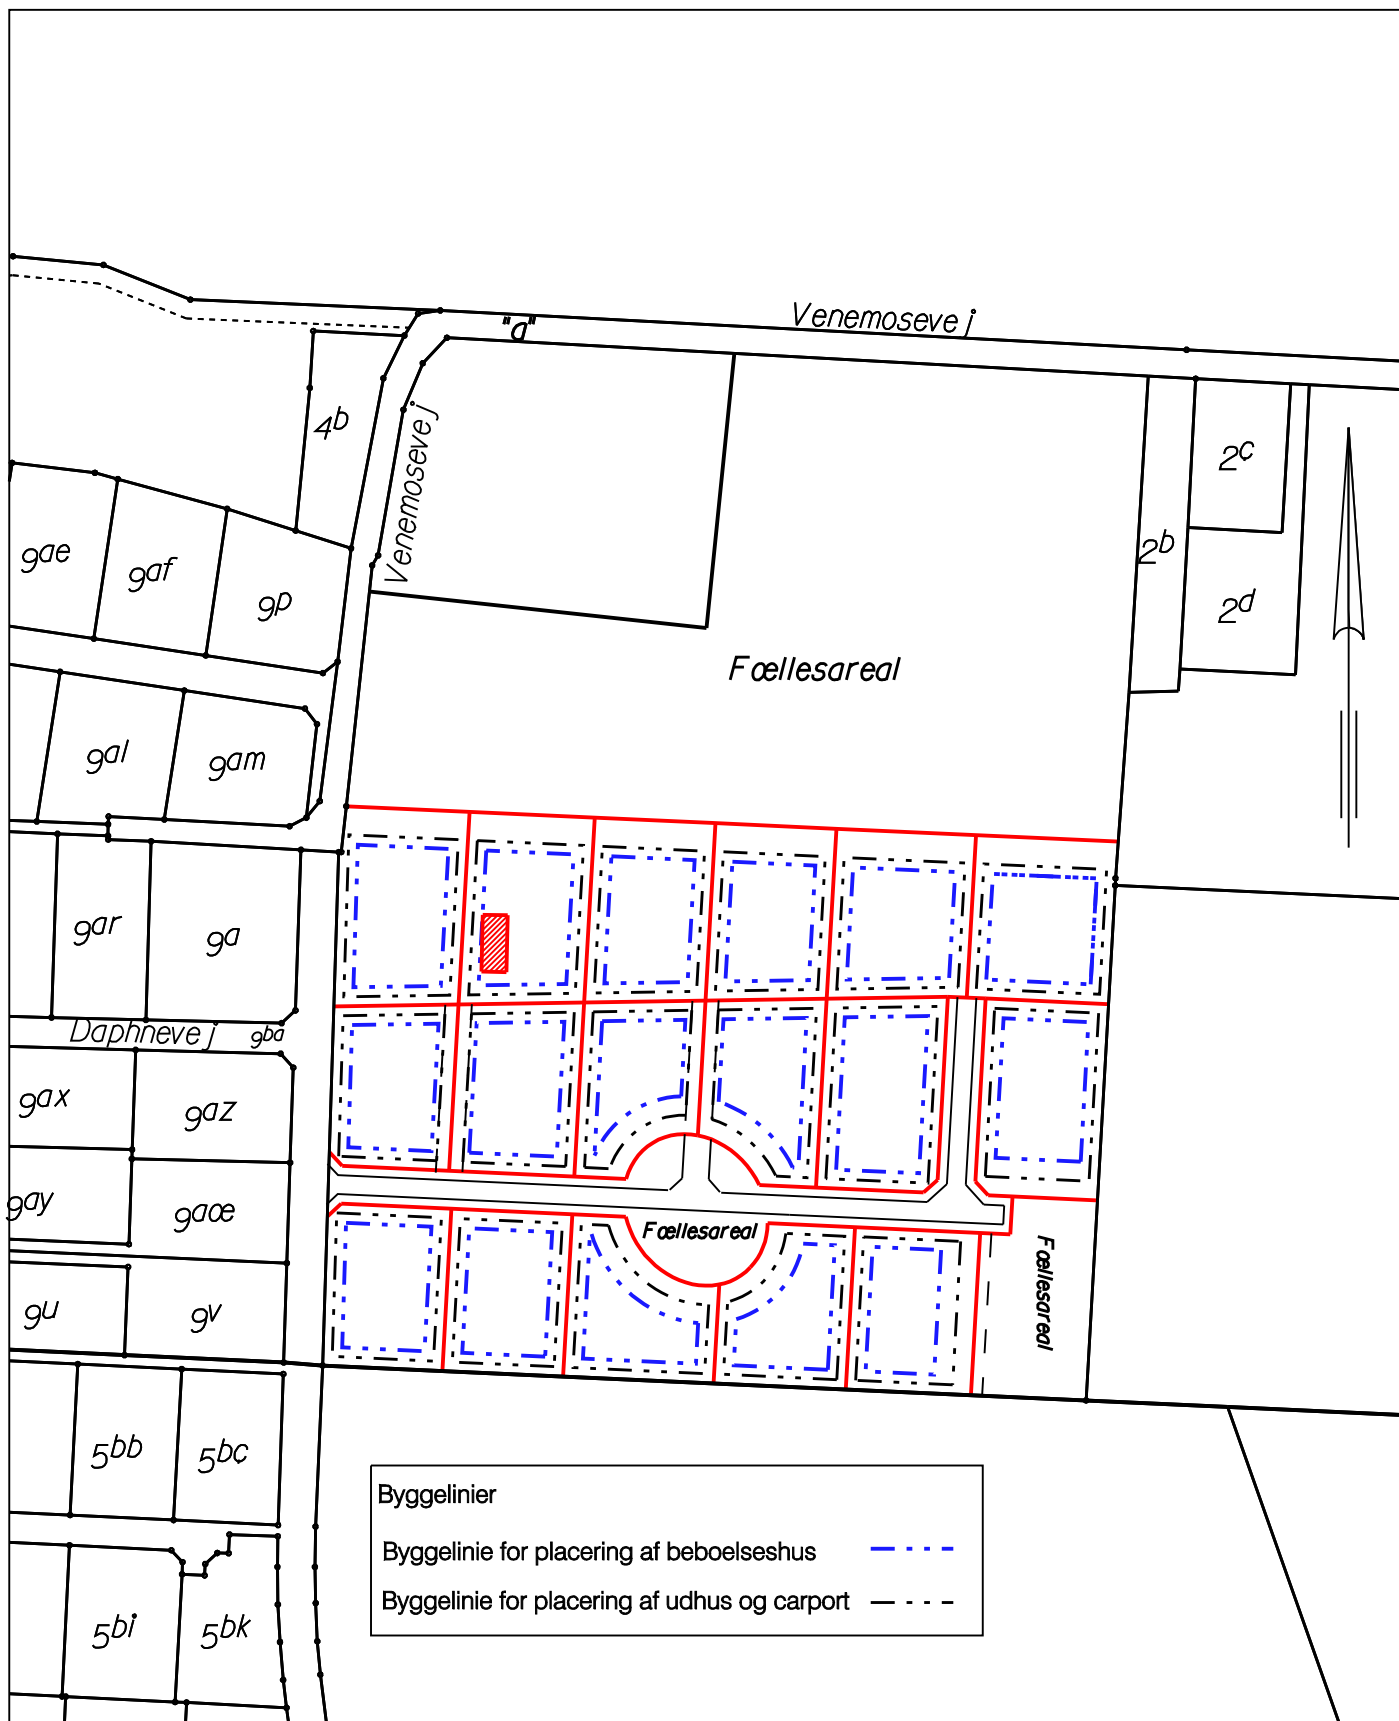 Venemosevej
"a"
4b
Venemosevej
2c
2b
9ae
9af
9p
2d
Fællesareal
9al
9am
9ar
9a
Daphnevej
9ba
9ax
9az
9ay
9aœ
Fællesareal
Fællesareal
9u
9v
5bb
5bc
Byggelinier
Byggelinie for placering af beboelseshus
Byggelinie for placering af udhus og carport
5bi
5bk